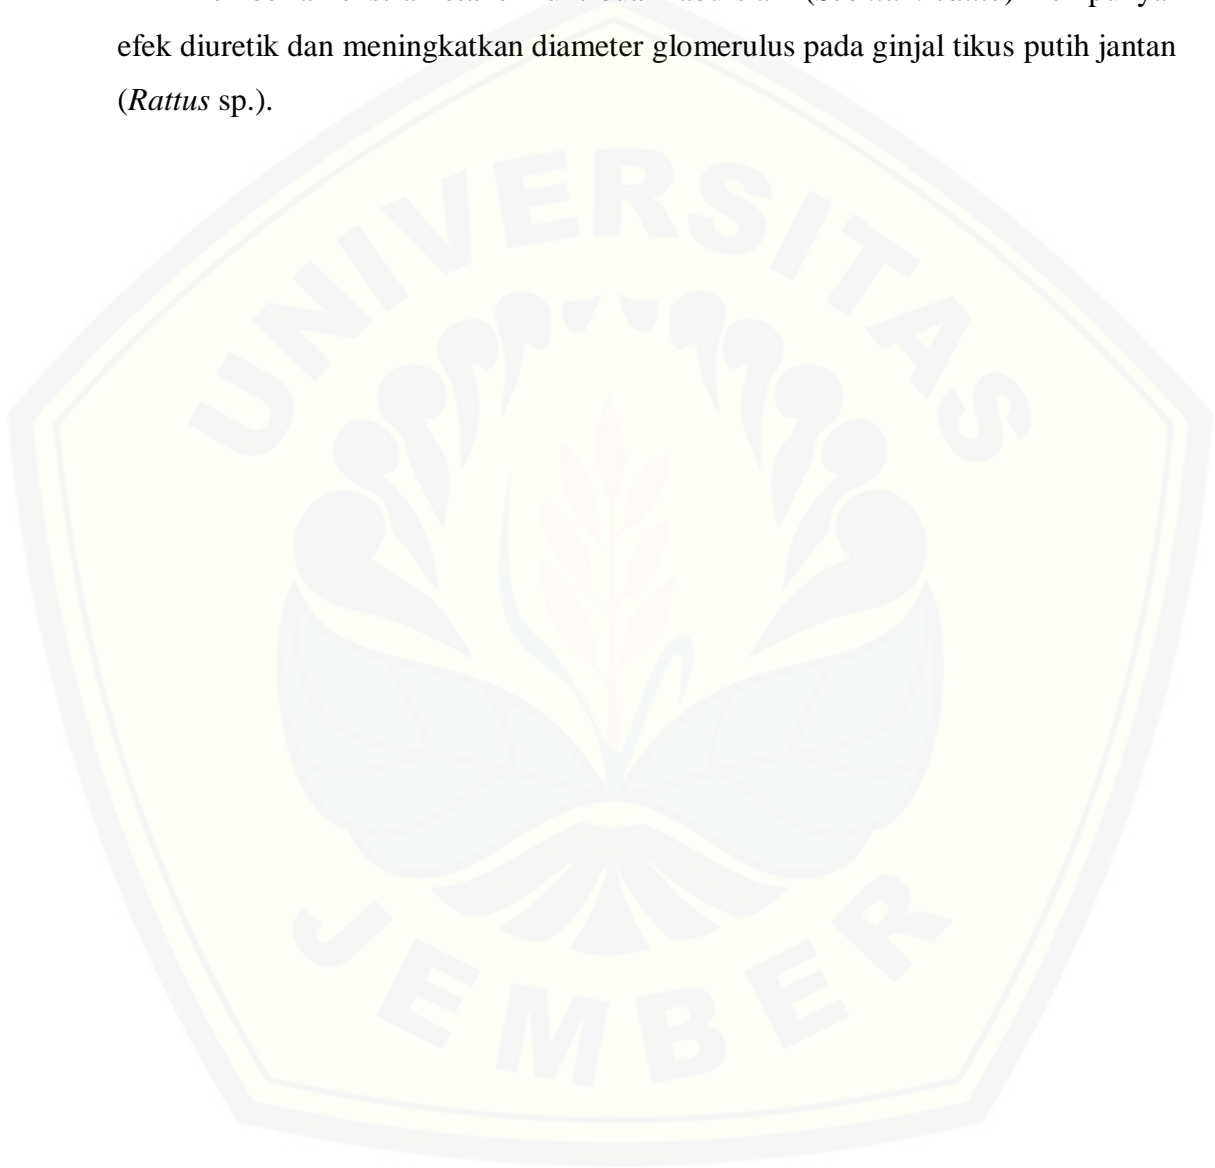 efek diuretik dan meningkatkan diameter glomerulus pada ginjal tikus putih jantan
(Rattus sp.).
UNIVERSITAS
JEMBER